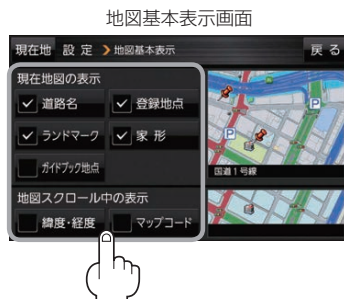 地図基本表示画面
現在地 設定 ❯地図基本表示 戻る
現在地図の表示
道路名 登録地点
ランドマーク 家形
ガイドブック地点
国道1号線
地図スクロール中の表示
緯度・経度 マップコード
P
P